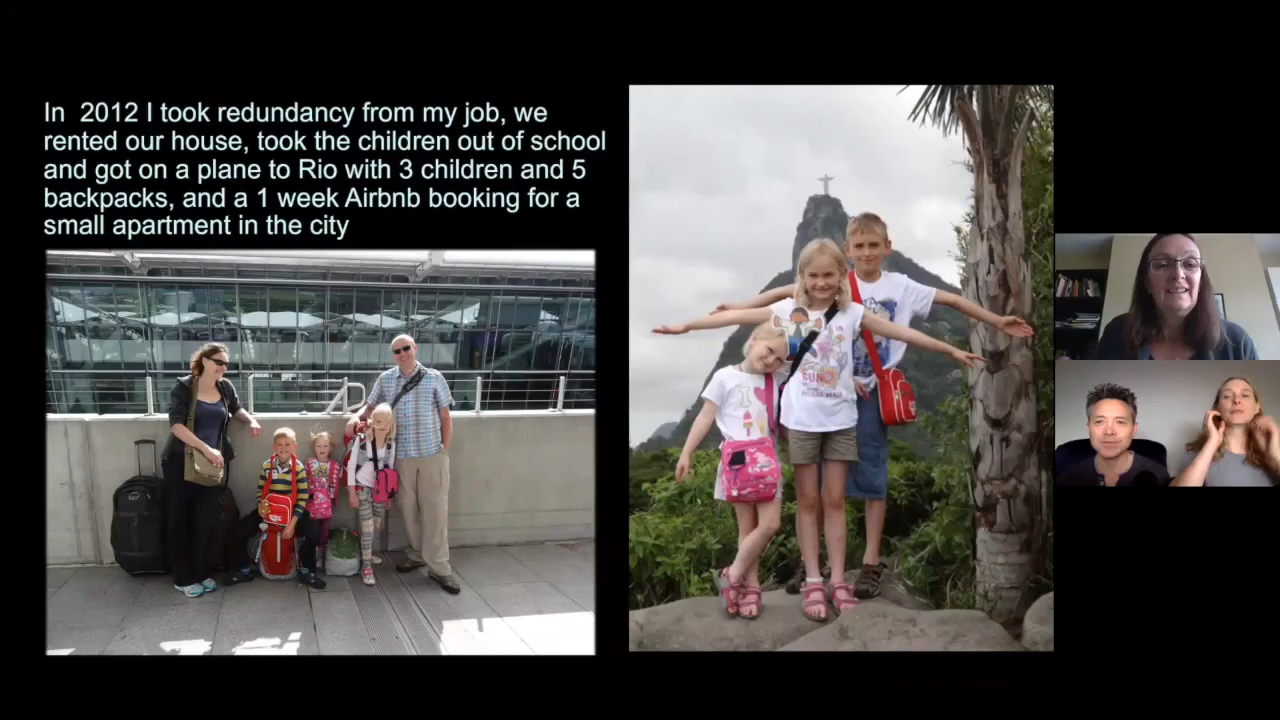 In 2012 I took redundancy from my job, we
rented our house, took the children out of school
and got on a plane to Rio with 3 children and 5
backpacks, and a 1 week Airbnb booking for a
small apartment in the city